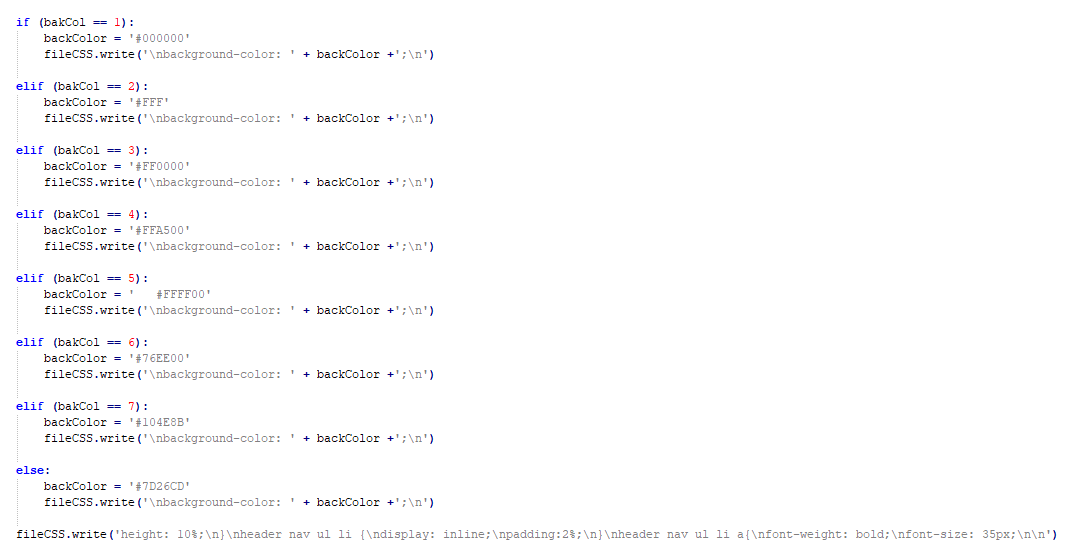 if (bakCol == 1):
    backColor = '#000000'
    fileCSS.write('\nbackground-color: ' + backColor +';\n')
elif (bakCol == 2):
    backColor = '#FFF'
    fileCSS.write('\nbackground-color: ' + backColor +';\n')
elif (bakCol == 3):
    backColor = '#FF0000'
    fileCSS.write('\nbackground-color: ' + backColor +';\n')
elif (bakCol == 4):
    backColor = '#FFA500'
    fileCSS.write('\nbackground-color: ' + backColor +';\n')
elif (bakCol == 5):
    backColor = '   #FFFF00'
    fileCSS.write('\nbackground-color: ' + backColor +';\n')
elif (bakCol == 6):
    backColor = '#76EE00'
    fileCSS.write('\nbackground-color: ' + backColor +';\n')
elif (bakCol == 7):
    backColor = '#104E8B'
    fileCSS.write('\nbackground-color: ' + backColor +';\n')
else:
    backColor = '#7D26CD'
    fileCSS.write('\nbackground-color: ' + backColor +';\n')
fileCSS.write('height: 10%;\n}\nheader nav ul li {\ndisplay: inline;\npadding:2%;\n}\nheader nav ul li a{\nfont-weight: bold;\nfont-size: 35px;\n\n')